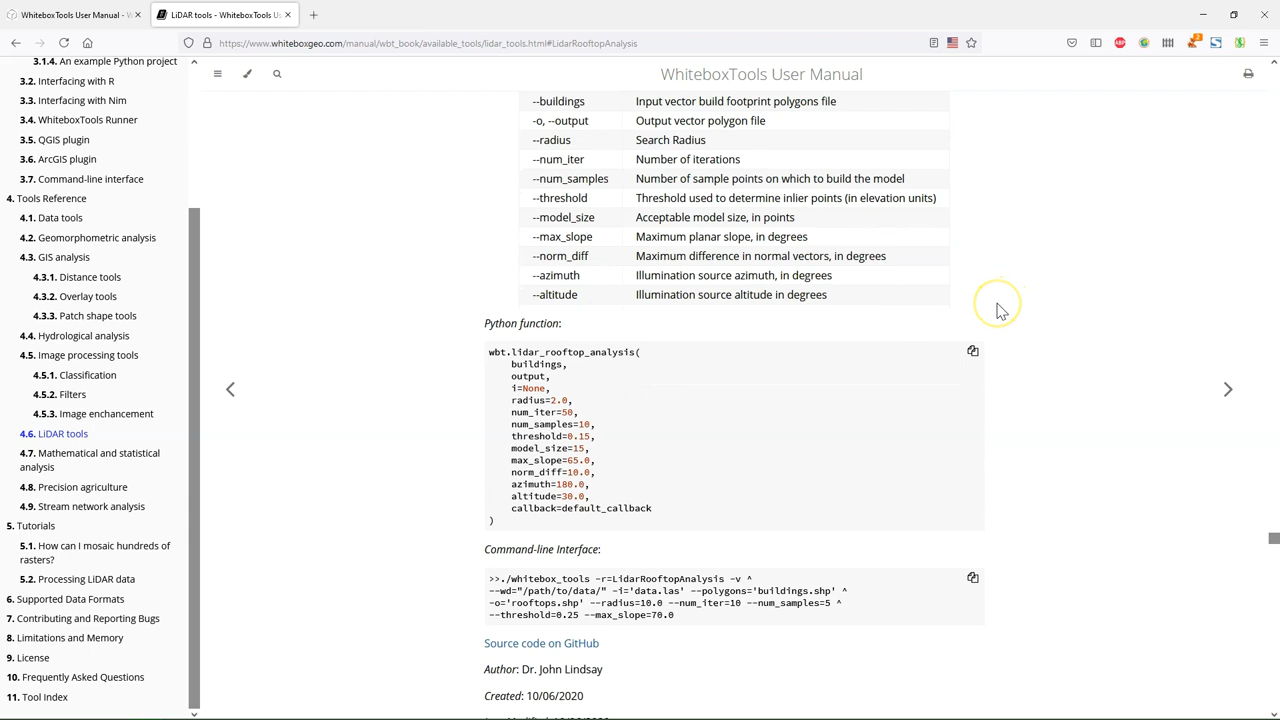 WhiteboxTools User Manual -
LiDAR tools - WhiteboxTools Us
https://www.whiteboxgeo.com/manual/wbt_book/available_tools/lidar_tools.html#LidarRooftopAnalysis
2
WhiteboxTools User Manual
3.1.4. An example Python project
3.2. Interfacing with R
3.3. Interfacing with Nim
3.4. WhiteboxTools Runner
3.5. QGIS plugin
3.6. ArcGIS plugin
3.7. Command-line interface
4. Tools Reference
4.1. Data tools
4.2. Geomorphometric analysis
4.3. GIS analysis
4.3.1. Distance tools
4.3.2. Overlay tools
4.3.3. Patch shape tools
4.4. Hydrological analysis
4.5. Image processing tools
4.5.1. Classification
4.5.2. Filters
4.5.3. Image enchancement
4.6. LiDAR tools
4.7. Mathematical and statistical
analysis
4.8. Precision agriculture
4.9. Stream network analysis
5. Tutorials
5.1. How can I mosaic hundreds of
rasters?
5.2. Processing LiDAR data
6. Supported Data Formats
7. Contributing and Reporting Bugs
8. Limitations and Memory
9. License
10. Frequently Asked Questions
11. Tool Index
--buildings Input vector build footprint polygons file
-o, --output Output vector polygon file
--radius Search Radius
--num_iter Number of iterations
--num_samples Number of sample points on which to build the model
--threshold Threshold used to determine inlier points (in elevation units)
--model_size Acceptable model size, in points
--max_slope Maximum planar slope, in degrees
--norm_diff Maximum difference in normal vectors, in degrees
--azimuth Illumination source azimuth, in degrees
--altitude Illumination source altitude in degrees
Python function:
wbt.lidar_rooftop_analysis(
buildings,
output,
i=None,
radius=2.0,
num_iter=50,
num_samples=10,
threshold=0.15,
model_size=15,
max_slope=65.0,
norm_diff=10.0,
azimuth=180.0,
altitude=30.0,
callback=default_callback
)
Command-line Interface:
>>./whitebox_tools -r=LidarRooftopAnalysis -v ^
--wd="/path/to/data/" -i='data.las' --polygons='buildings.shp' ^
-o='rooftops.shp' --radius=10.0 --num_iter=10 --num_samples=5 ^
--threshold=0.25 --max_slope=70.0
Source code on GitHub
Author: Dr. John Lindsay
Created: 10/06/2020